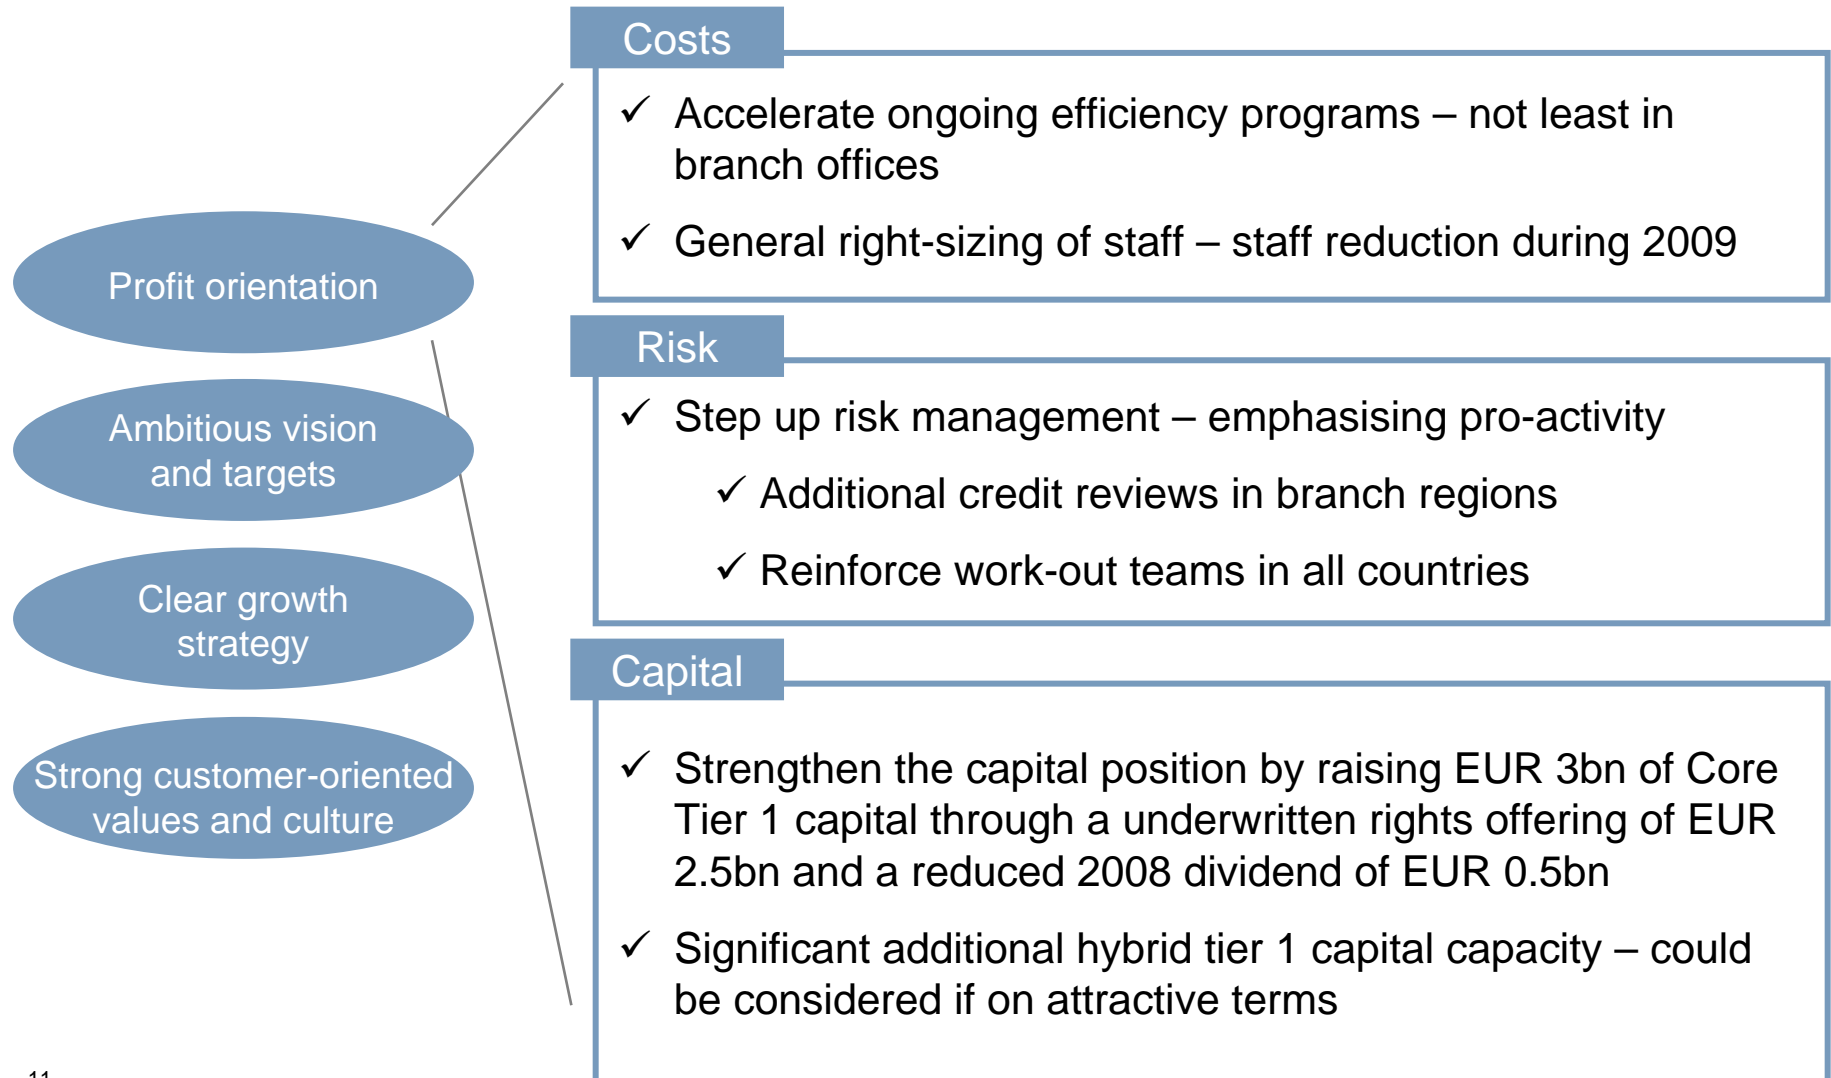 Costs
✓ Accelerate ongoing efficiency programs – not least in
branch offices
✓ General right-sizing of staff – staff reduction during 2009
Profit orientation
Risk
✓ Step up risk management – emphasising pro-activity
✓ Additional credit reviews in branch regions
✓ Reinforce work-out teams in all countries
Ambitious vision
and targets
Clear growth
strategy
Strong customer-oriented
values and culture
Capital
✓ Strengthen the capital position by raising EUR 3bn of Core
Tier 1 capital through a underwritten rights offering of EUR
2.5bn and a reduced 2008 dividend of EUR 0.5bn
✓ Significant additional hybrid tier 1 capital capacity – could
be considered if on attractive terms
11